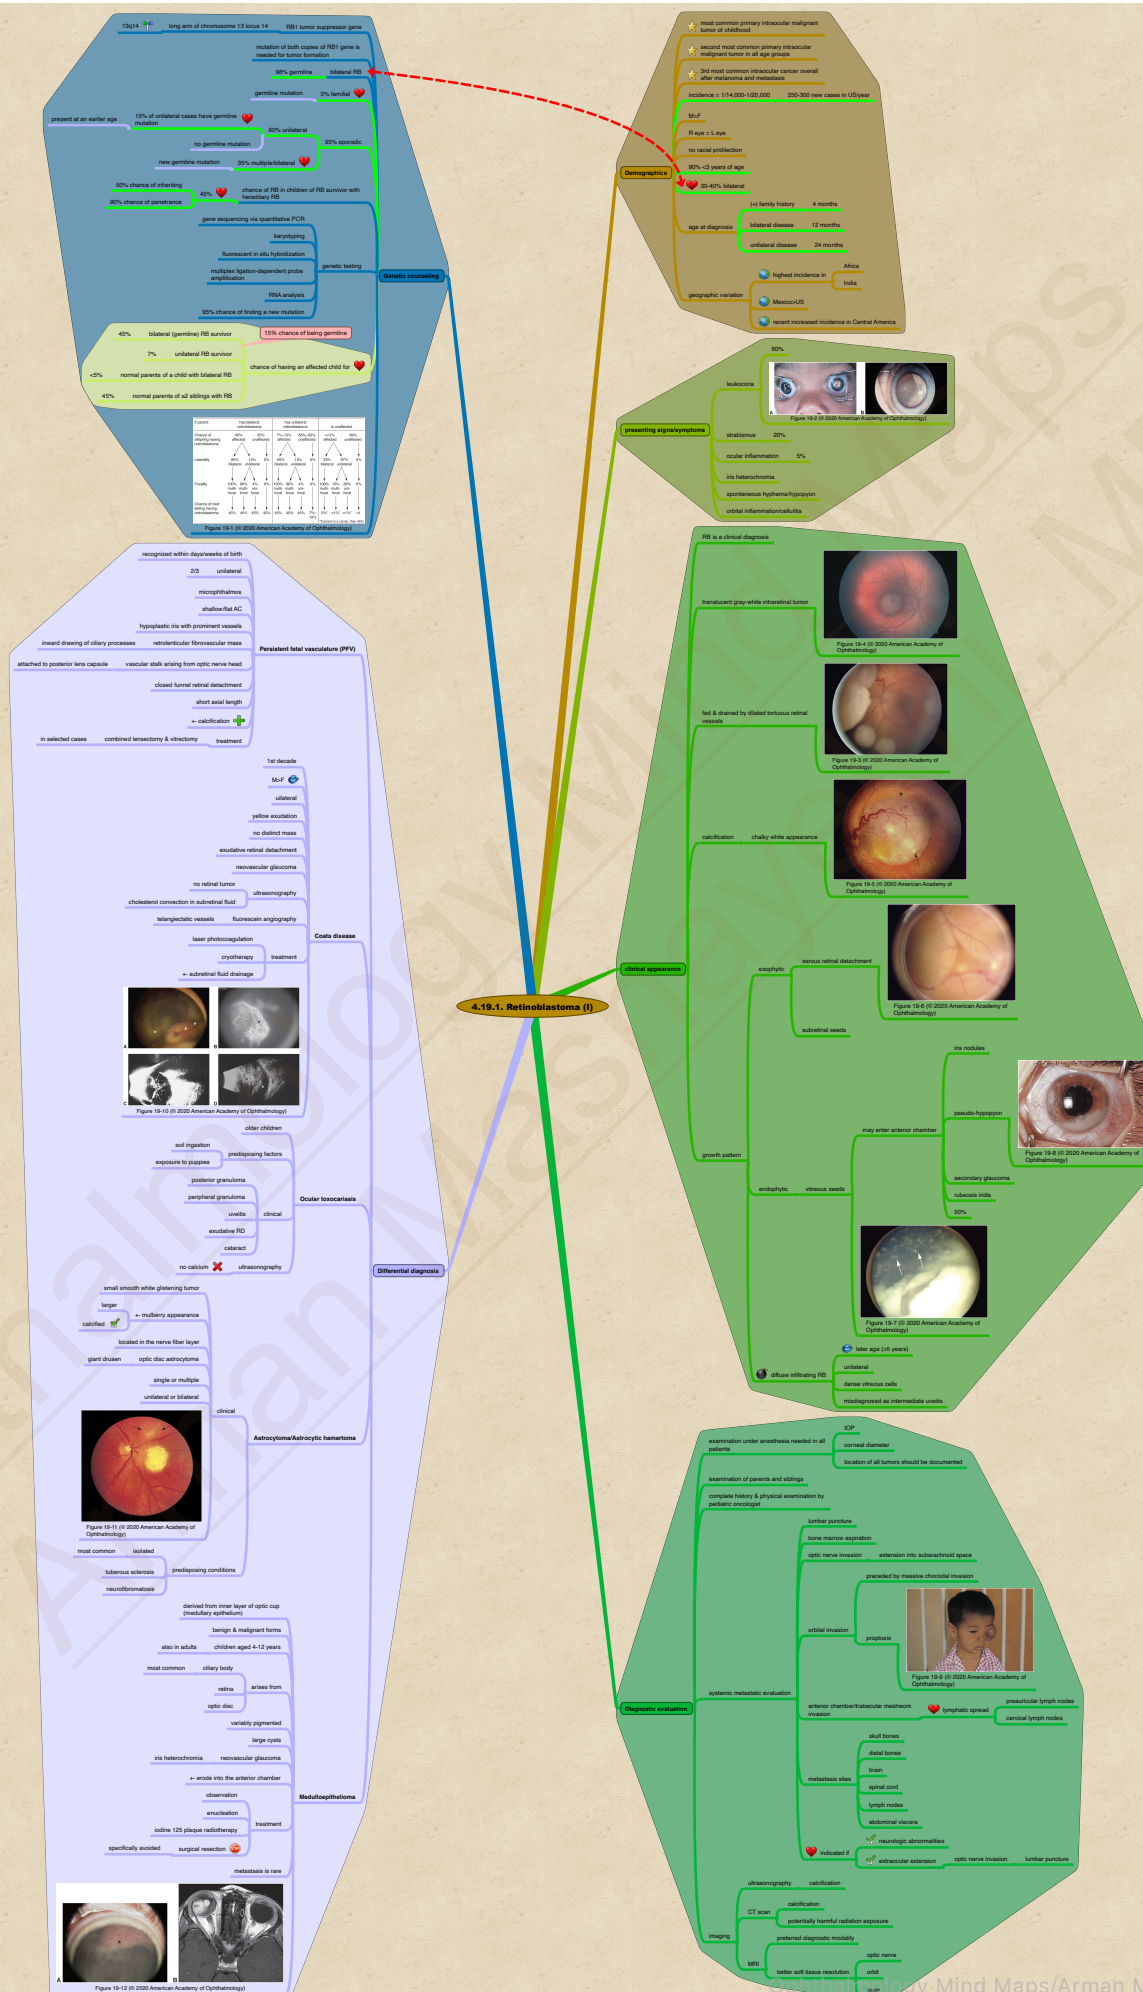 4.19.1. Retinoblastoma (I)
Demographics
most common primary intraocular malignant
tumor of childhood
second most common primary intraocular
malignant tumor in all age groups
3rd most common intraocular cancer overall
after melanoma and metastasis
incidence = 1/14,000-1/20,000 250-300 new cases in US/year
M=F
R eye = L eye
no racial pridilection
90% <3 years of age
30-40% bilateral
age at diagnosis
(+) family history 4 months
bilateral disease 12 months
unilateral disease 24 months
geographic variation
highest incidence in
Africa
India
Mexico>US
recent increased incidence in Central America
presenting signs/symptoms
leukocoria
60%
A
B
Figure 19-2 (© 2020 American Academy of Ophthalmology)
strabismus 20%
ocular inflammation 5%
iris heterochromia
spontaneous hyphema/hypopyon
orbital inflammation/cellulitis
clinical appearance
RB is a clinical diagnosis
translucent gray-white intraretinal tumor
Figure 19-4 (© 2020 American Academy of
Ophthalmology)
fed & drained by dilated tortuous retinal
vessels
Figure 19-3 (© 2020 American Academy of
Ophthalmology)
calcification chalky white appearance
Figure 19-5 (© 2020 American Academy of
Ophthalmology)
growth pattern
exophytic
serous retinal detachment
Figure 19-6 (© 2020 American Academy of
Ophthalmology)
subretinal seeds
endophytic vitreous seeds
may enter anterior chamber
iris nodules
pseudo-hypopyon
Figure 19-8 (© 2020 American Academy of
Ophthalmology)
secondary glaucoma
rubeosis iridis
50%
Figure 19-7 (© 2020 American Academy of
Ophthalmology)
diffuse infiltrating RB
later age (>5 years)
unilateral
dense vitreous cells
misdiagnosed as intermediate uveitis
Diagnostic evaluation
examination under anesthesia needed in all
patients
IOP
corneal diameter
location of all tumors should be documented
examination of parents and siblings
complete history & physical examination by
pediatric oncologist
systemic metastatic evaluation
lumbar puncture
bone marrow aspiration
optic nerve invasion extension into subarachnoid space
orbital invasion
preceded by massive choroidal invasion
proptosis
Figure 19-9 (© 2020 American Academy of
Ophthalmology)
anterior chamber/trabecular meshwork
invasion
lymphatic spread
preauricular lymph nodes
cervical lymph nodes
metastasis sites
skull bones
distal bones
brain
spinal cord
lymph nodes
abdominal viscera
indicated if
neurologic abnormalities
extraocular extension optic nerve invasion lumbar puncture
imaging
ultrasonography calcification
CT scan
calcification
potentially harmful radiation exposure
MRI
preferred diagnostic modality
better soft tissue resolution
optic nerve
orbit
Genetic counseling
13q14 long arm of chromosome 13 locus 14 RB1 tumor suppressor gene
mutation of both copies of RB1 gene is
needed for tumor formation
98% germline bilateral RB
germline mutation 5% familial
95% sporadic
60% unilateral
present at an earlier age 15% of unilateral cases have germline
mutation
no germline mutation
new germline mutation 35% multiple/bilateral
chance of RB in children of RB survivor with
hereditary RB
45%
50% chance of inheriting
90% chance of penetrance
genetic testing
gene sequencing via quantitative PCR
karyotyping
fluorescent in situ hybridization
multiplex ligation-dependent probe
amplification
RNA analysis
95% chance of finding a new mutation
chance of having an affected child for
45% bilateral (germline) RB survivor
15% chance of being germline
7% unilateral RB survivor
<5% normal parents of a child with bilateral RB
45% normal parents of ≥2 siblings with RB
If parent has bilateral retinoblastoma has unilateral retinoblastoma is unaffected
Chance of offspring having retinoblastoma
Laterality
Focality
Chance of next sibling having retinoblastoma
Figure 19-1 (© 2020 American Academy of Ophthalmology)
Differential diagnosis
Persistent fetal vasculature (PFV)
recognized within days/weeks of birth
2/3 unilateral
microphthalmos
shallow/flat AC
hypoplastic iris with prominent vessels
inward drawing of ciliary processes retrolenticular fibrovascular mass
attached to posterior lens capsule vascular stalk arising from optic nerve head
closed funnel retinal detachment
short axial length
← calcification
in selected cases combined lensectomy & vitrectomy treatment
Coats disease
1st decade
M>F
uilateral
yellow exudation
no distinct mass
exudative retinal detachment
neovascular glaucoma
ultrasonography
no retinal tumor
cholesterol convection in subretinal fluid
telangiectatic vessels fluorescein angiography
treatment
laser photocoagulation
cryotherapy
← subretinal fluid drainage
A
B
C
D
Figure 19-10 (© 2020 American Academy of Ophthalmology)
Ocular toxocariasis
older children
predisposing factors
soil ingestion
exposure to puppies
clinical
posterior granuloma
peripheral granuloma
uveitis
exudative RD
cataract
no calcium ultrasonography
Astrocytoma/Astrocytic hamartoma
clinical
small smooth white glistening tumor
← mulberry appearance
larger
calcified
located in the nerve fiber layer
giant drusen optic disc astrocytoma
single or multiple
unilateral or bilateral
Figure 19-11 (© 2020 American Academy of
Ophthalmology)
predisposing conditions
most common isolated
tuberous sclerosis
neurofibromatosis
Medulloepithelioma
derived from inner layer of optic cup
(medullary epithelium)
benign & malignant forms
also in adults children aged 4-12 years
arises from
most common ciliary body
retina
optic disc
variably pigmented
large cysts
iris heterochromia neovascular glaucoma
← erode into the anterior chamber
treatment
observation
enucleation
iodine 125 plaque radiotherapy
specifically avoided surgical resection
metastasis is rare
A
B
Figure 19-12 (© 2020 American Academy of Ophthalmology)
Ophthalmology Mind Maps/Arman M